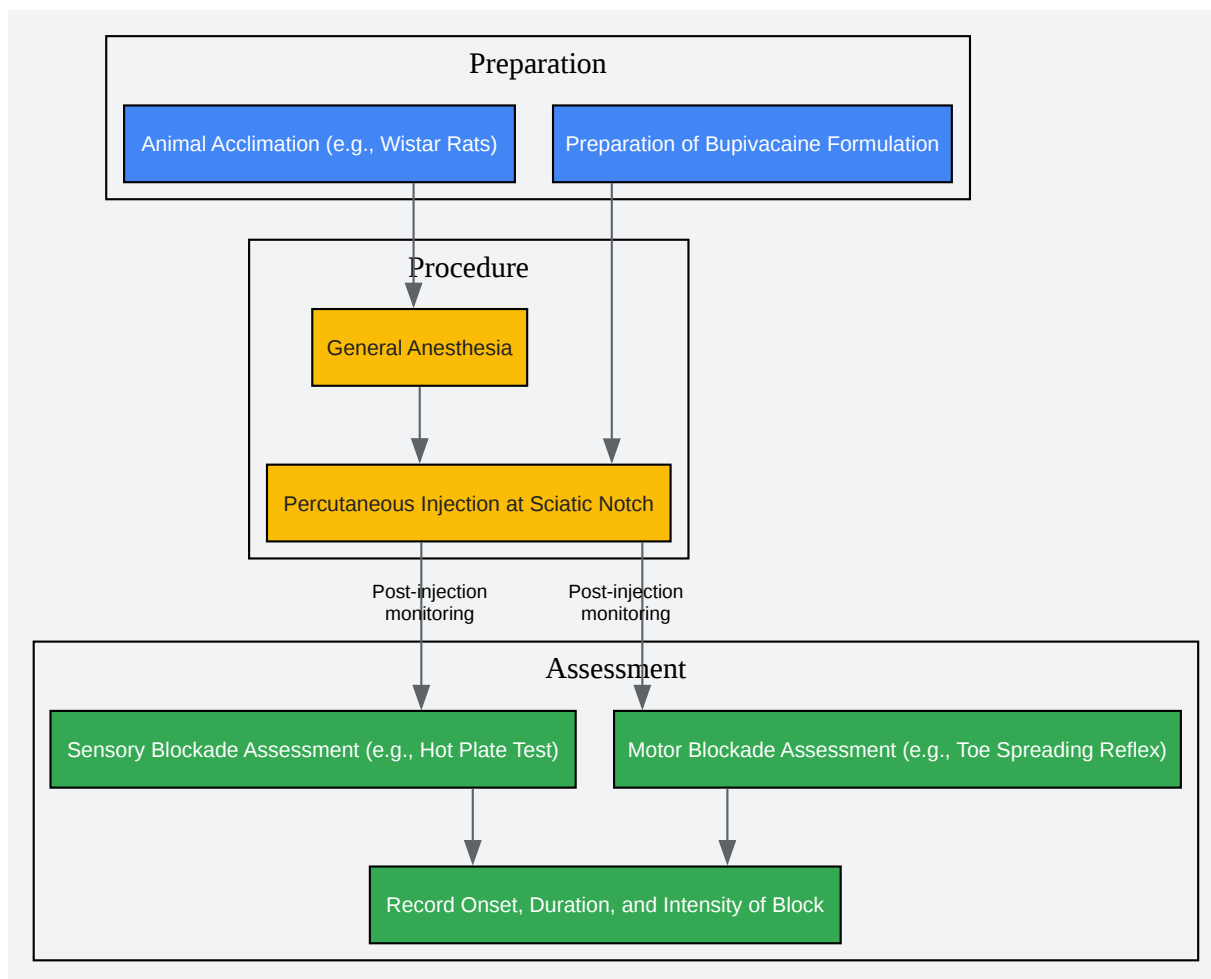 Preparation
Animal Acclimation (e.g., Wistar Rats)
Preparation of Bupivacaine Formulation
Procedure
General Anesthesia
Percutaneous Injection at Sciatic Notch
Post-injection
monitoring
Post-injection
monitoring
Assessment
Sensory Blockade Assessment (e.g., Hot Plate Test)
Motor Blockade Assessment (e.g., Toe Spreading Reflex)
Record Onset, Duration, and Intensity of Block